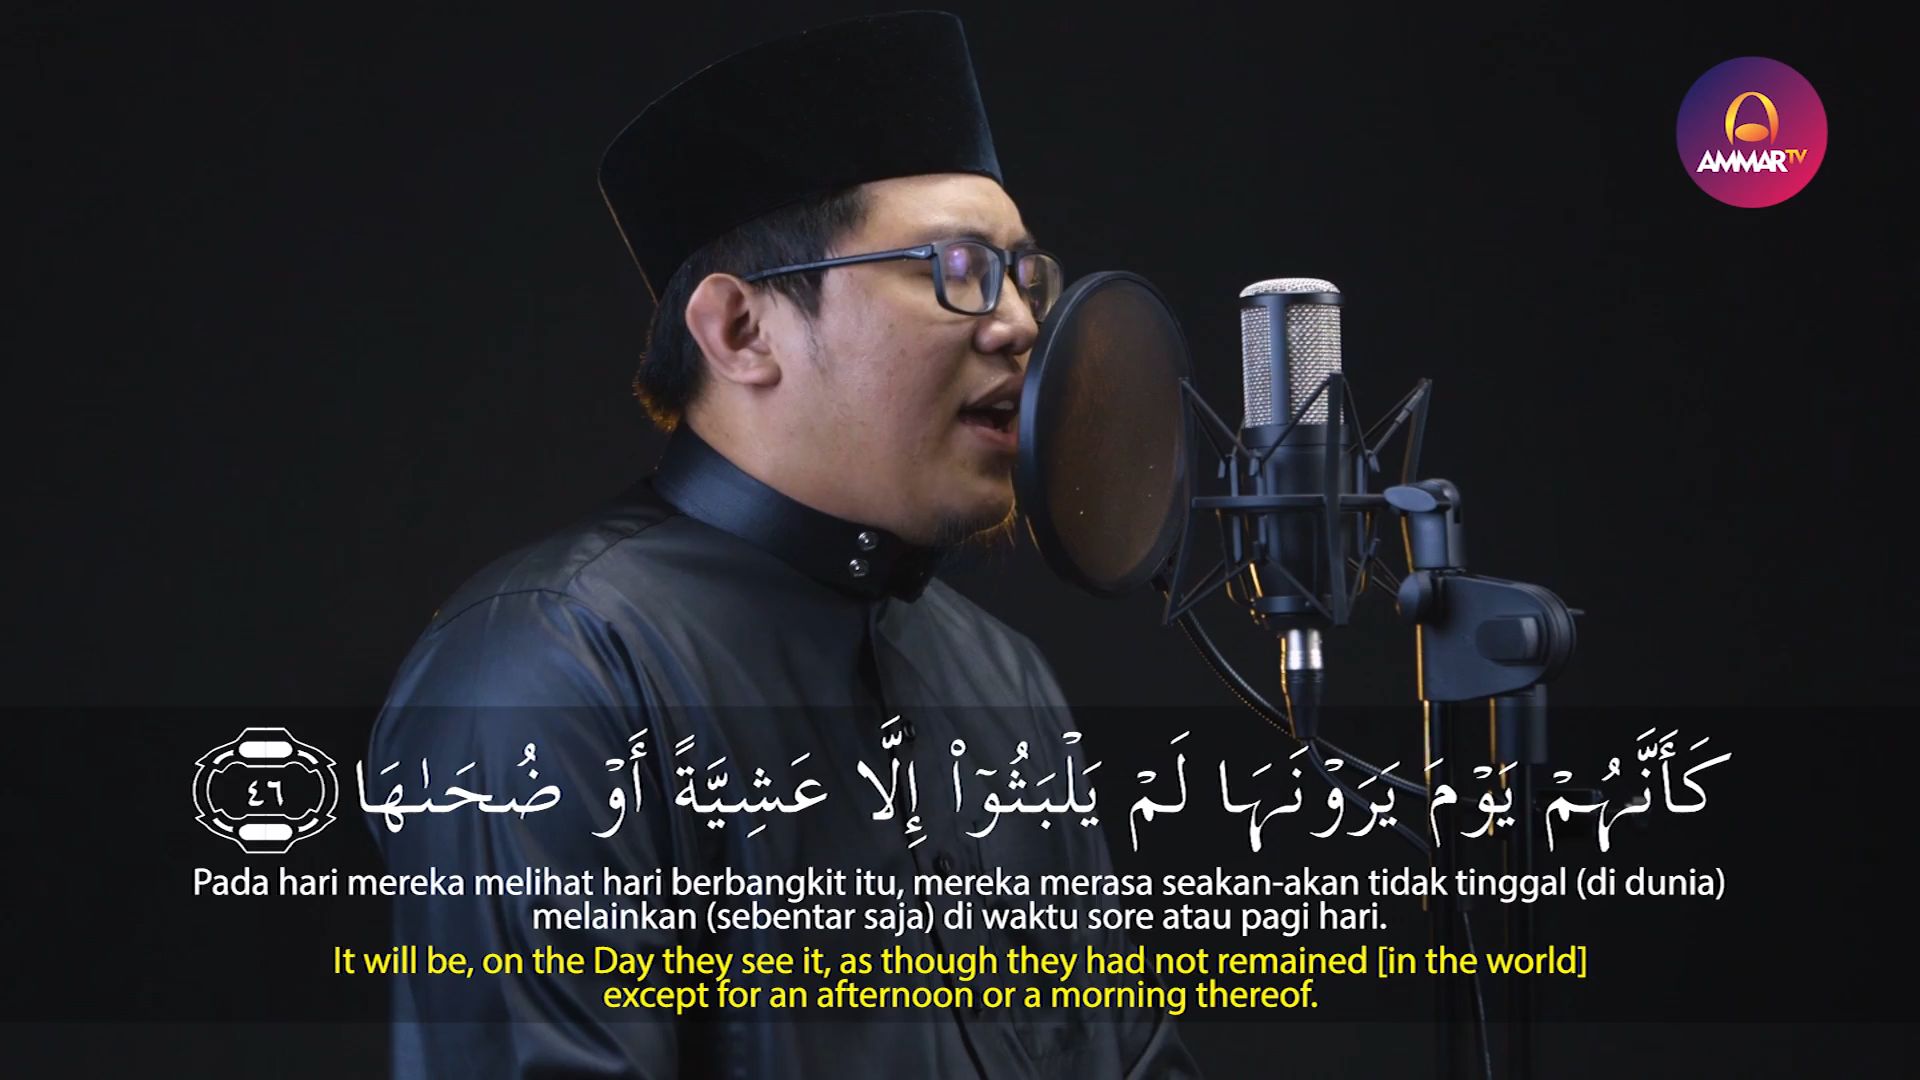 AMMARTV
كَأَنَّهُمْ يَوْمَ يَرَوْنَهَا لَمْ يَلْبَثُوٓا۟ إِلَّا عَشِيَّةً أَوْ ضُحَىٰهَا ٤٦
Pada hari mereka melihat hari berbangkit itu, mereka merasa seakan-akan tidak tinggal (di dunia)
melainkan (sebentar saja) di waktu sore atau pagi hari.
It will be, on the Day they see it, as though they had not remained [in the world]
except for an afternoon or a morning thereof.